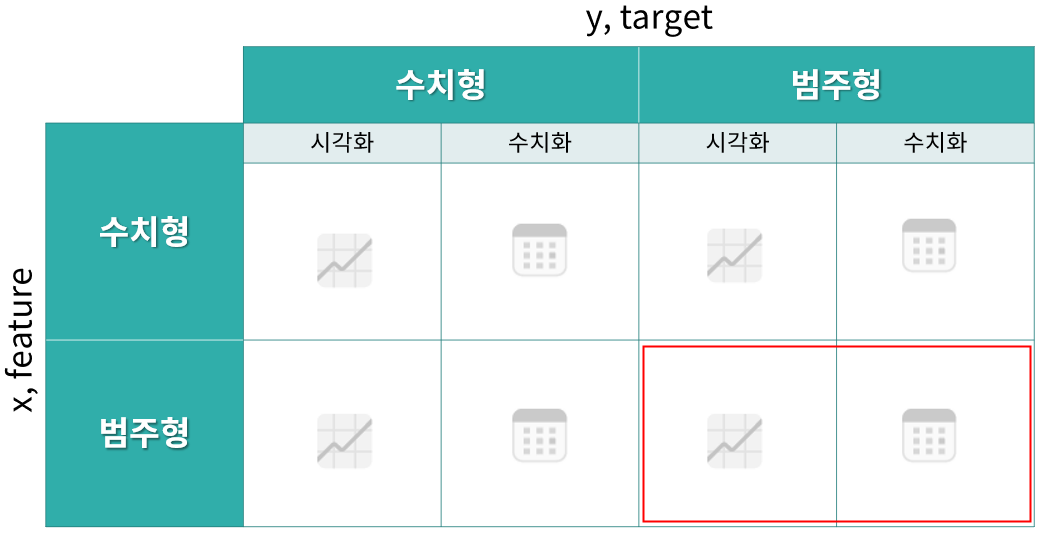 y, target
수치형
범주형
시각화
수치화
시각화
수치화
x, feature
수치형
범주형